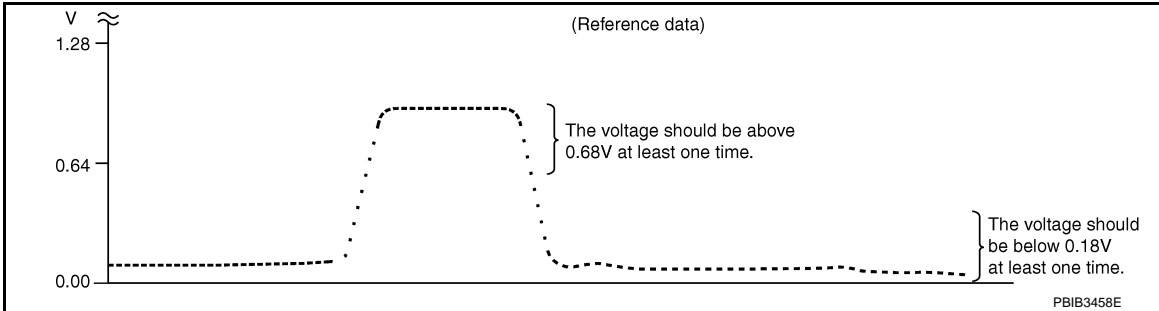 V
(Reference data)
1.28
The voltage should be above
0.68V at least one time.
0.64
The voltage should
be below 0.18V
at least one time.
0.00
PBIB3458E